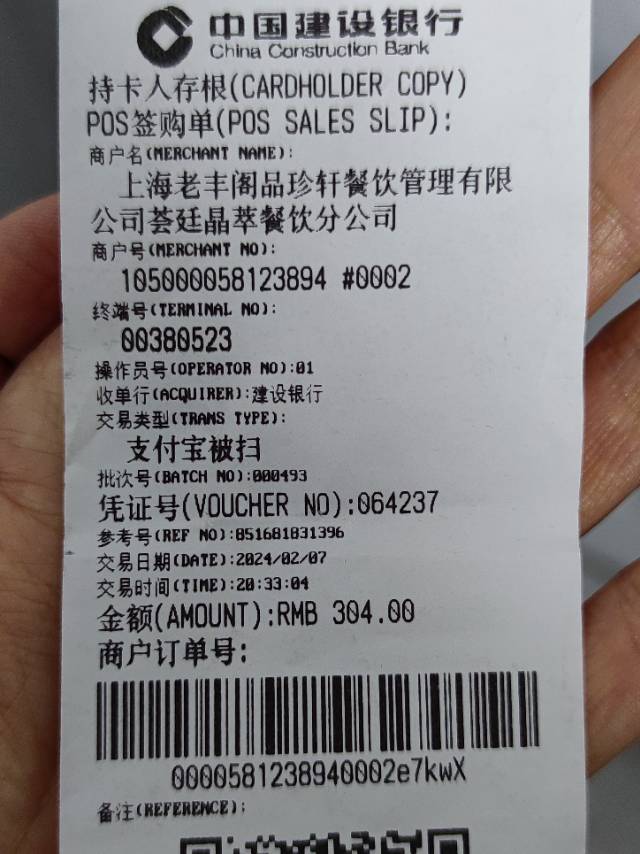 中国建设银行
China Construction Bank
持卡人存根(CARDHOLDER COPY)
POS签购单(POS SALES SLIP):
商户名(MERCHANT NAME):
上海老丰阁品珍轩餐饮管理有限
公司荟廷晶萃餐饮分公司
商户号(MERCHANT NO):
105000058123894 #0002
终端号(TERMINAL NO):
00380523
操作员号(OPERATOR NO):01
收单行(ACQUIRER):建设银行
交易类型(TRANS TYPE):
支付宝被扫
批次号(BATCH NO):000493
凭证号(VOUCHER NO):064237
参考号(REF NO):851681831396
交易日期(DATE):2024/02/07
交易时间(TIME):20:33:04
金额(AMOUNT):RMB 304.00
商户订单号:
0000581238940002e7kwX
备注(REFERENCE):